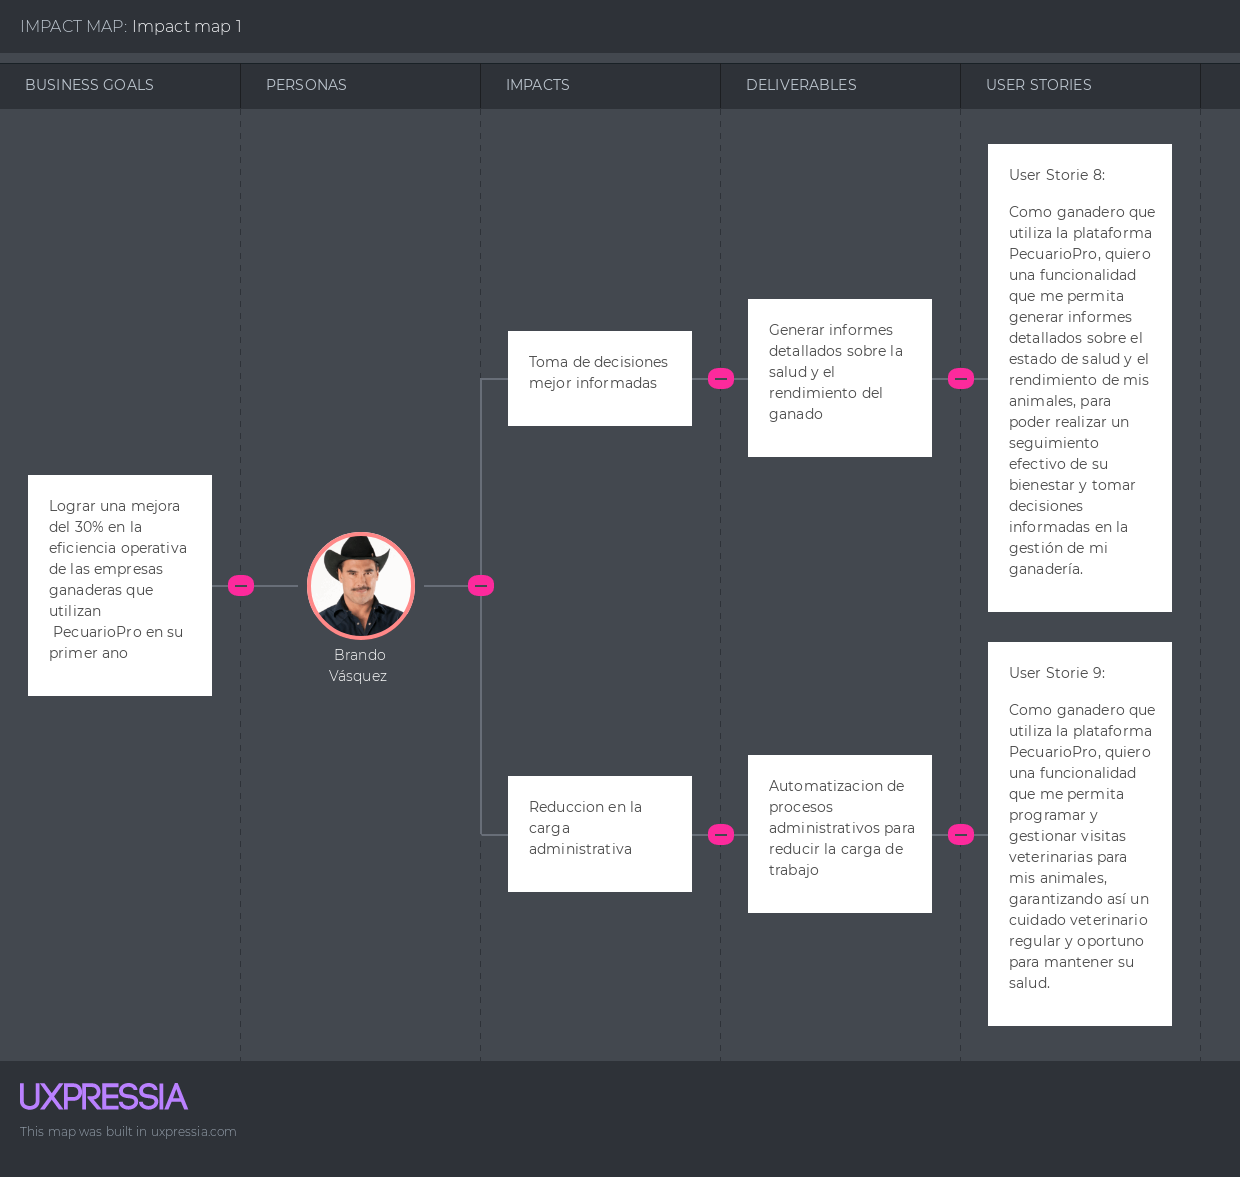 IMPACT MAP: Impact map 1
BUSINESS GOALS
PERSONAS
IMPACTS
DELIVERABLES
USER STORIES
Lograr una mejora
del 30% en la
eficiencia operativa
de las empresas
ganaderas que
utilizan
PecuarioPro en su
primer ano
Brando
Vásquez
Toma de decisiones
mejor informadas
Generar informes
detallados sobre la
salud y el
rendimiento del
ganado
User Storie 8:
Como ganadero que
utiliza la plataforma
PecuarioPro, quiero
una funcionalidad
que me permita
generar informes
detallados sobre el
estado de salud y el
rendimiento de mis
animales, para
poder realizar un
seguimiento
efectivo de su
bienestar y tomar
decisiones
informadas en la
gestión de mi
ganadería.
Reduccion en la
carga
administrativa
Automatizacion de
procesos
administrativos para
reducir la carga de
trabajo
User Storie 9:
Como ganadero que
utiliza la plataforma
PecuarioPro, quiero
una funcionalidad
que me permita
programar y
gestionar visitas
veterinarias para
mis animales,
garantizando así un
cuidado veterinario
regular y oportuno
para mantener su
salud.
UXPRESSIA
This map was built in uxpressia.com